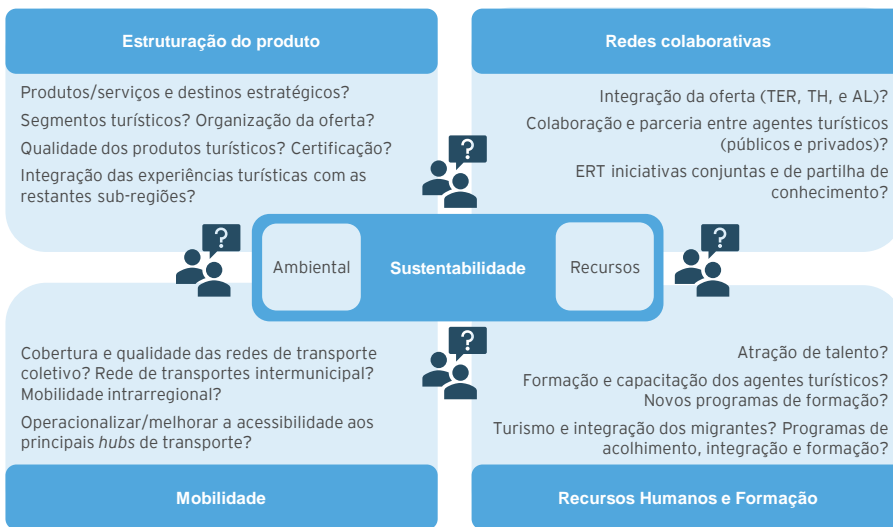 Estruturação do produto
Produtos/serviços e destinos estratégicos?
Segmentos turísticos? Organização da oferta?
Qualidade dos produtos turísticos? Certificação?
Integração das experiências turísticas com as
restantes sub-regiões?
Redes colaborativas
Integração da oferta (TER, TH, e AL)?
Colaboração e parceria entre agentes turísticos
(públicos e privados)?
ERT iniciativas conjuntas e de partilha de
conhecimento?
?
?
Ambiental
Sustentabilidade
Recursos
?
?
Cobertura e qualidade das redes de transporte
coletivo? Rede de transportes intermunicipal?
Mobilidade intrarregional?
Operacionalizar/melhorar a acessibilidade aos
principais hubs de transporte?
Mobilidade
Atração de talento?
Formação e capacitação dos agentes turísticos?
Novos programas de formação?
Turismo e integração dos migrantes? Programas de
acolhimento, integração e formação?
Recursos Humanos e Formação